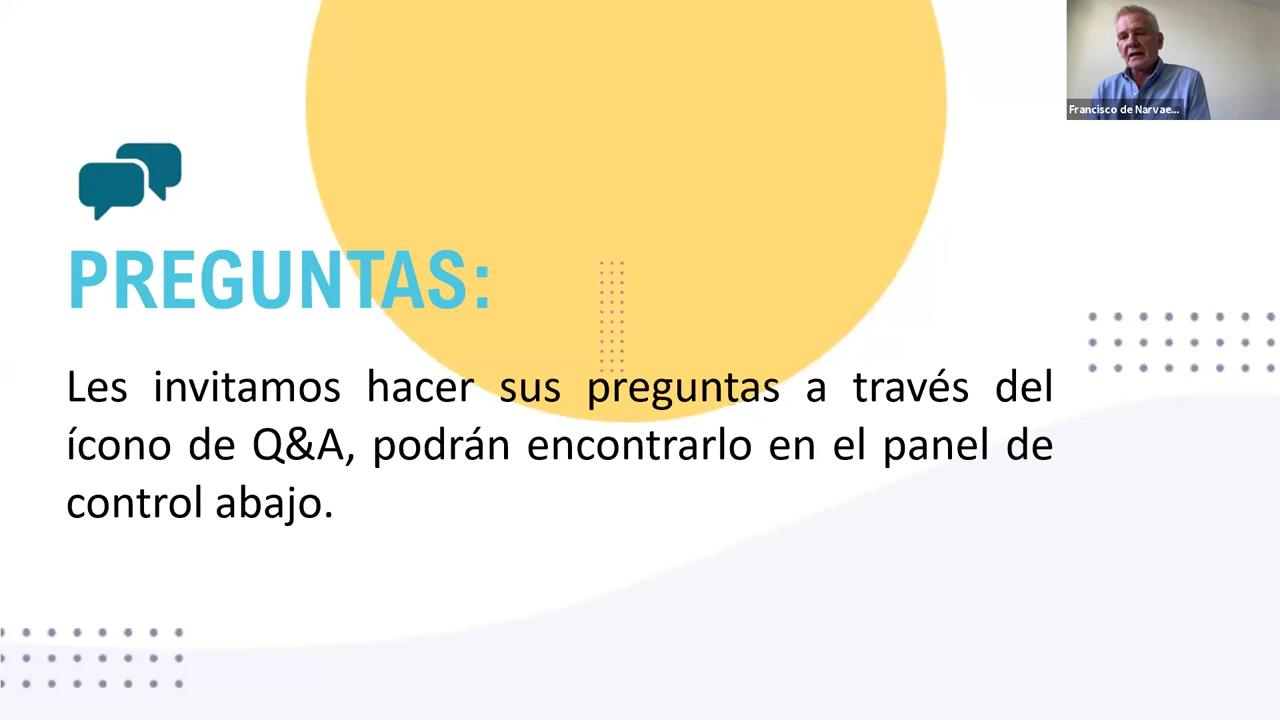 Francisco de Narvae...
PREGUNTAS:
Les invitamos hacer sus preguntas a través del
ícono de Q&A, podrán encontrarlo en el panel de
control abajo.